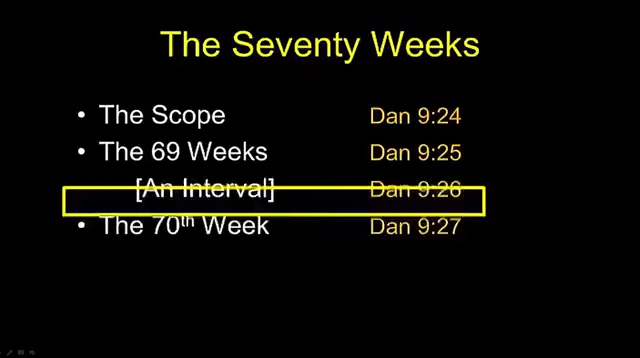 The Seventy Weeks
• The Scope Dan 9:24
• The 69 Weeks Dan 9:25
[An Interval] Dan 9:26
• The 70th Week Dan 9:27